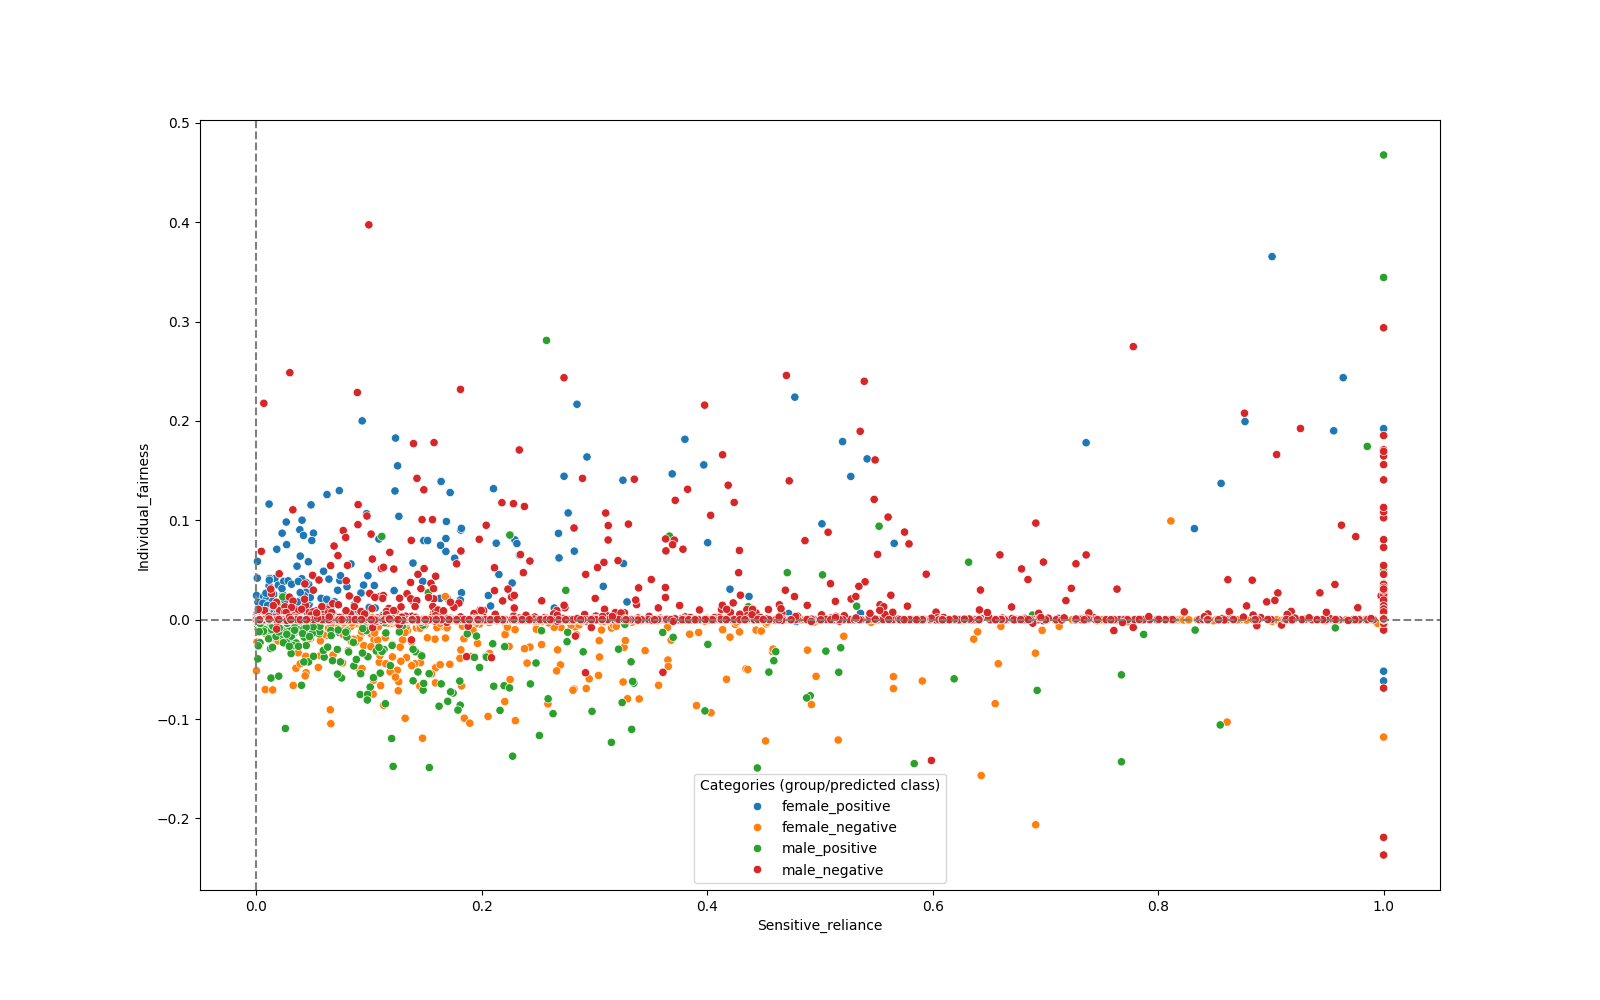 0.5
0.4
0.3
0.2
0.1
0.0
−0.1
−0.2
Individual_fairness
0.0
0.2
0.4
0.6
0.8
1.0
Sensitive_reliance
Categories (group/predicted class)
female_positive
female_negative
male_positive
male_negative